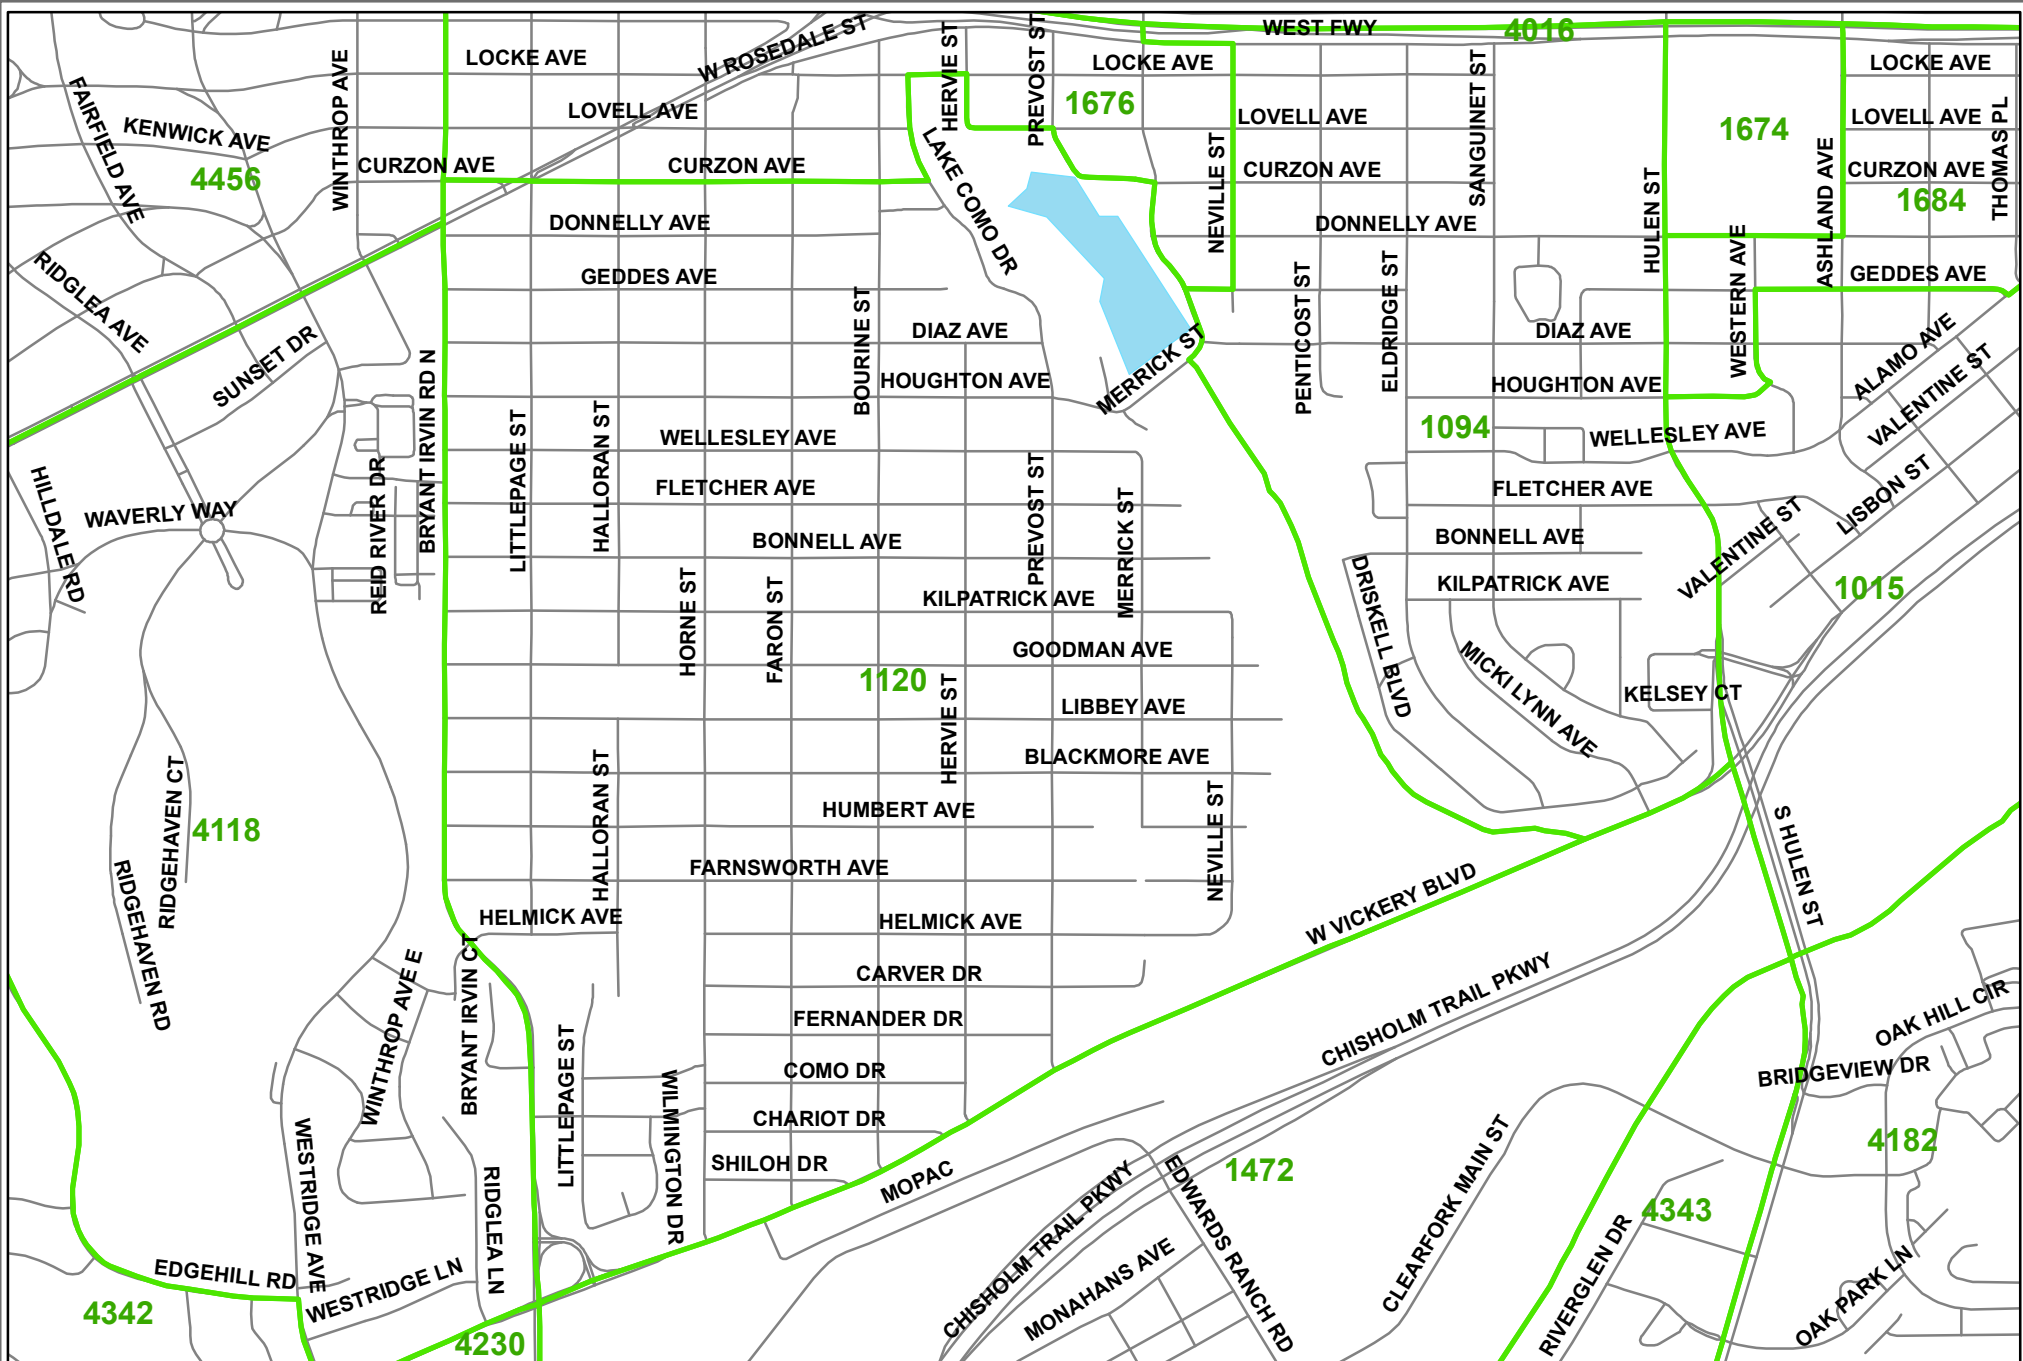 WEST FWY
4016
W ROSEDALE ST
LOCKE AVE
LOCKE AVE
LOCKE AVE
HERVIE ST
PREVOST ST
WINTHROP AVE
FAIRFIELD AVE
SANGUINET ST
1676
LOVELL AVE
LOVELL AVE
LOVELL AVE
THOMAS PL
1674
KENWICK AVE
CURZON AVE
CURZON AVE
CURZON AVE
CURZON AVE
4456
LAKE COMO DR
NEVILLE ST
HULEN ST
ASHLAND AVE
1684
DONNELLY AVE
DONNELLY AVE
WESTERN AVE
RIDGLEA AVE
GEDDES AVE
GEDDES AVE
BOURINE ST
PENTICOST ST
ELDRIDGE ST
DIAZ AVE
DIAZ AVE
SUNSET DR
MERRICK ST
ALAMO AVE
VALENTINE ST
HOUGHTON AVE
HOUGHTON AVE
BRYANT IRVIN RD N
LITTLEPAGE ST
HALLORAN ST
WELLESLEY AVE
1094
WELLESLEY AVE
HILLDALE RD
WAVERLY WAY
REID RIVER DR
FLETCHER AVE
PREVOST ST
MERRICK ST
FLETCHER AVE
LISBON ST
BONNELL AVE
BONNELL AVE
VALENTINE ST
HORNE ST
FARON ST
KILPATRICK AVE
DRISKELL BLVD
KILPATRICK AVE
1015
GOODMAN AVE
MICKI LYNN AVE
1120
HERVIE ST
LIBBEY AVE
KELSEY CT
BLACKMORE AVE
RIDGEHAVEN CT
HALLORAN ST
HUMBERT AVE
NEVILLE ST
S HULEN ST
4118
FARNSWORTH AVE
W VICKERY BLVD
RIDGEHAVEN RD
HELMICK AVE
HELMICK AVE
WINTHROP AVE E
BRYANT IRVIN CT
CARVER DR
CHISHOLM TRAIL PKWY
OAK HILL CIR
FERNANDER DR
LITTLEPAGE ST
COMO DR
BRIDGEVIEW DR
WILMINGTON DR
CHARIOT DR
CLEARFORK MAIN ST
4182
WESTRIDGE AVE
SHILOH DR
MOPAC
1472
RIDGLEA LN
CHISHOLM TRAIL PKWY
EDWARDS RANCH RD
4343
RIVERGLEN DR
EDGEHILL RD
WESTRIDGE LN
MONAHANS AVE
OAK PARK LN
4342
4230